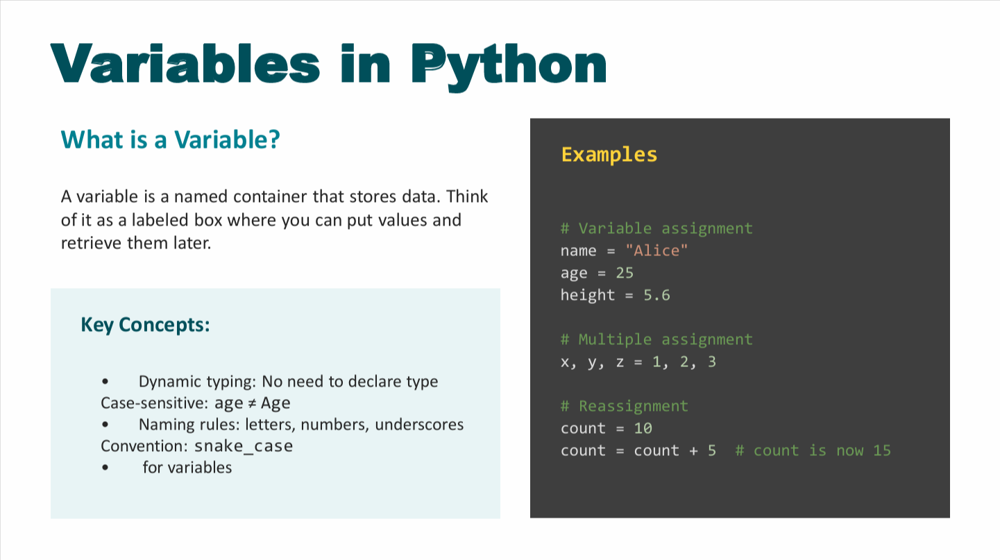 Variables in Python
What is a Variable?
A variable is a named container that stores data. Think
of it as a labeled box where you can put values and
retrieve them later.
Key Concepts:
• Dynamic typing: No need to declare type
Case-sensitive: age ≠ Age
• Naming rules: letters, numbers, underscores
Convention: snake_case
• for variables
Examples
# Variable assignment
name = "Alice"
age = 25
height = 5.6
# Multiple assignment
x, y, z = 1, 2, 3
# Reassignment
count = 10
count = count + 5  # count is now 15